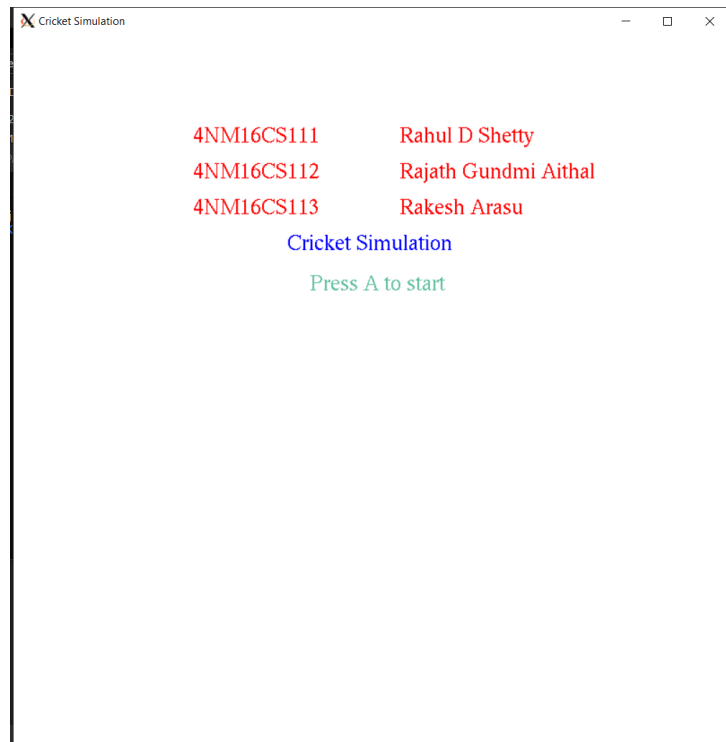 Cricket Simulation
4NM16CS111 Rahul D Shetty
4NM16CS112 Rajath Gundmi Aithal
4NM16CS113 Rakesh Arasu
Cricket Simulation
Press A to start